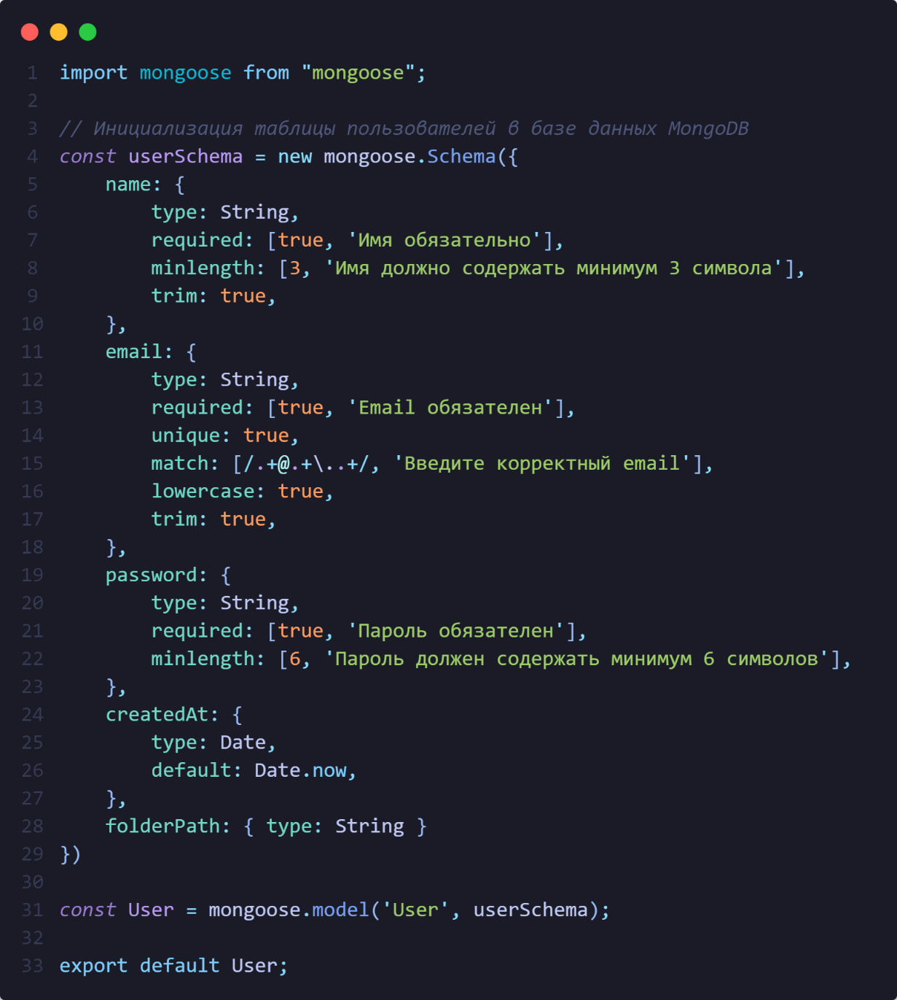 1 import mongoose from "mongoose";
2
3 // Инициализация таблицы пользователей в базе данных MongoDB
4 const userSchema = new mongoose.Schema({
5     name: {
6         type: String,
7         required: [true, 'Имя обязательно'],
8         minlength: [3, 'Имя должно содержать минимум 3 символа'],
9         trim: true,
10     },
11     email: {
12         type: String,
13         required: [true, 'Email обязателен'],
14         unique: true,
15         match: [/.+@.+\..+/, 'Введите корректный email'],
16         lowercase: true,
17         trim: true,
18     },
19     password: {
20         type: String,
21         required: [true, 'Пароль обязателен'],
22         minlength: [6, 'Пароль должен содержать минимум 6 символов'],
23     },
24     createdAt: {
25         type: Date,
26         default: Date.now,
27     },
28     folderPath: { type: String }
29 })
30
31 const User = mongoose.model('User', userSchema);
32
33 export default User;